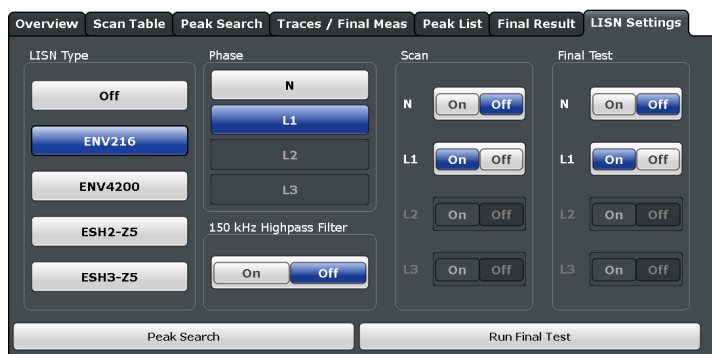 Overview Scan Table Peak Search Traces / Final Meas Peak List Final Result LISN Settings
LISN Type
Off
ENV216
ENV4200
ESH2-Z5
ESH3-Z5
Phase
N
L1
L2
L3
150 kHz Highpass Filter
On Off
Scan
N On Off
L1 On Off
L2 On Off
L3 On Off
Final Test
N On Off
L1 On Off
L2 On Off
L3 On Off
Peak Search
Run Final Test